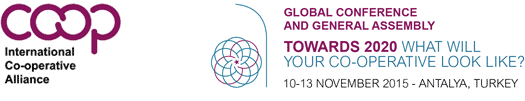 coop
International
Co-operative
Alliance
GLOBAL CONFERENCE
AND GENERAL ASSEMBLY
TOWARDS 2020 WHAT WILL
YOUR CO-OPERATIVE LOOK LIKE?
10-13 NOVEMBER 2015 - ANTALYA, TURKEY